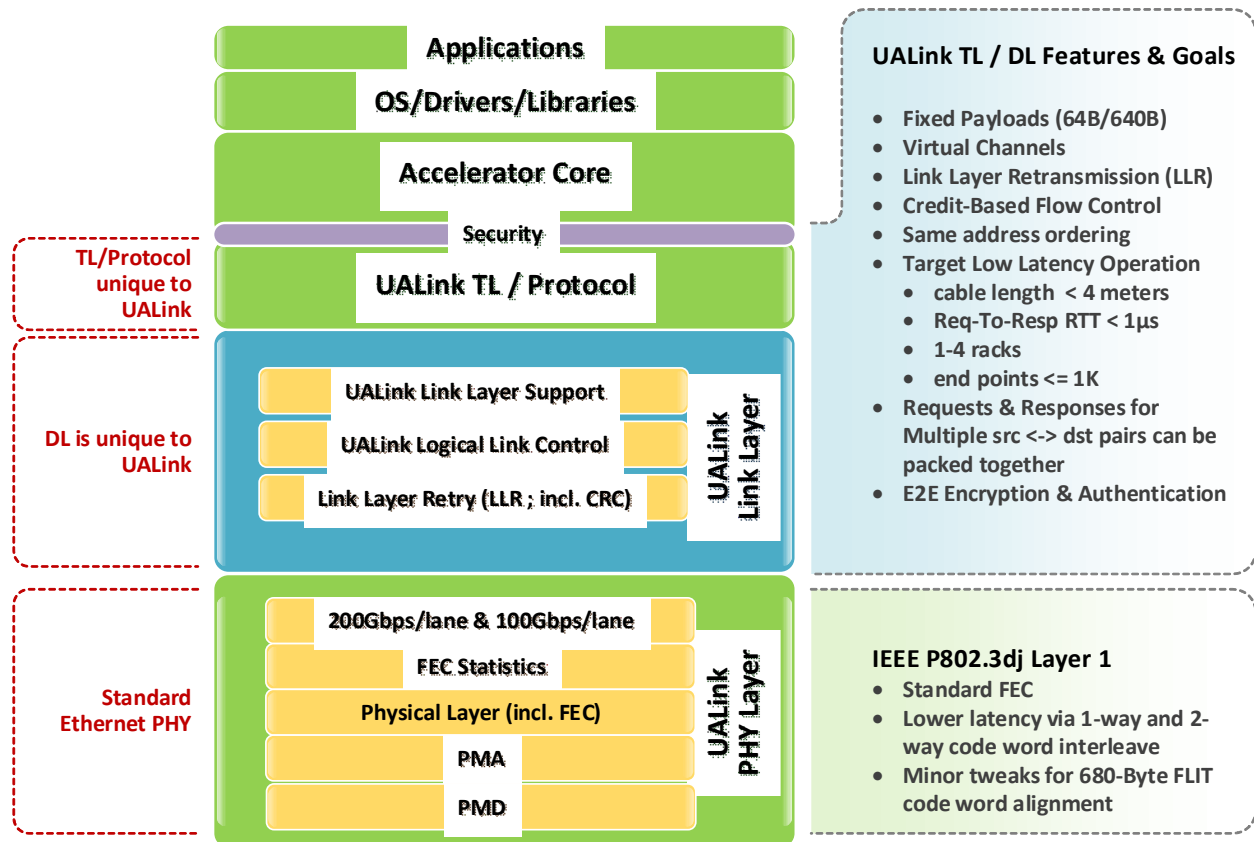 Applications
OS/Drivers/Libraries
Accelerator Core
Security
UALink TL / Protocol
TL/Protocol
unique to
UALink
UALink Link Layer Support
UALink Logical Link Control
Link Layer Retry (LLR ; incl. CRC)
UALink
Link Layer
DL is unique to
UALink
200Gbps/lane & 100Gbps/lane
FEC Statistics
Physical Layer (incl. FEC)
PMA
PMD
UALink
PHY Layer
Standard
Ethernet PHY
UALink TL / DL Features & Goals
• Fixed Payloads (64B/640B)
• Virtual Channels
• Link Layer Retransmission (LLR)
• Credit-Based Flow Control
• Same address ordering
• Target Low Latency Operation
• cable length < 4 meters
• Req-To-Resp RTT < 1µs
• 1-4 racks
• end points <= 1K
• Requests & Responses for
Multiple src <-> dst pairs can be
packed together
• E2E Encryption & Authentication
IEEE P802.3dj Layer 1
• Standard FEC
• Lower latency via 1-way and 2-
way code word interleave
• Minor tweaks for 680-Byte FLIT
code word alignment